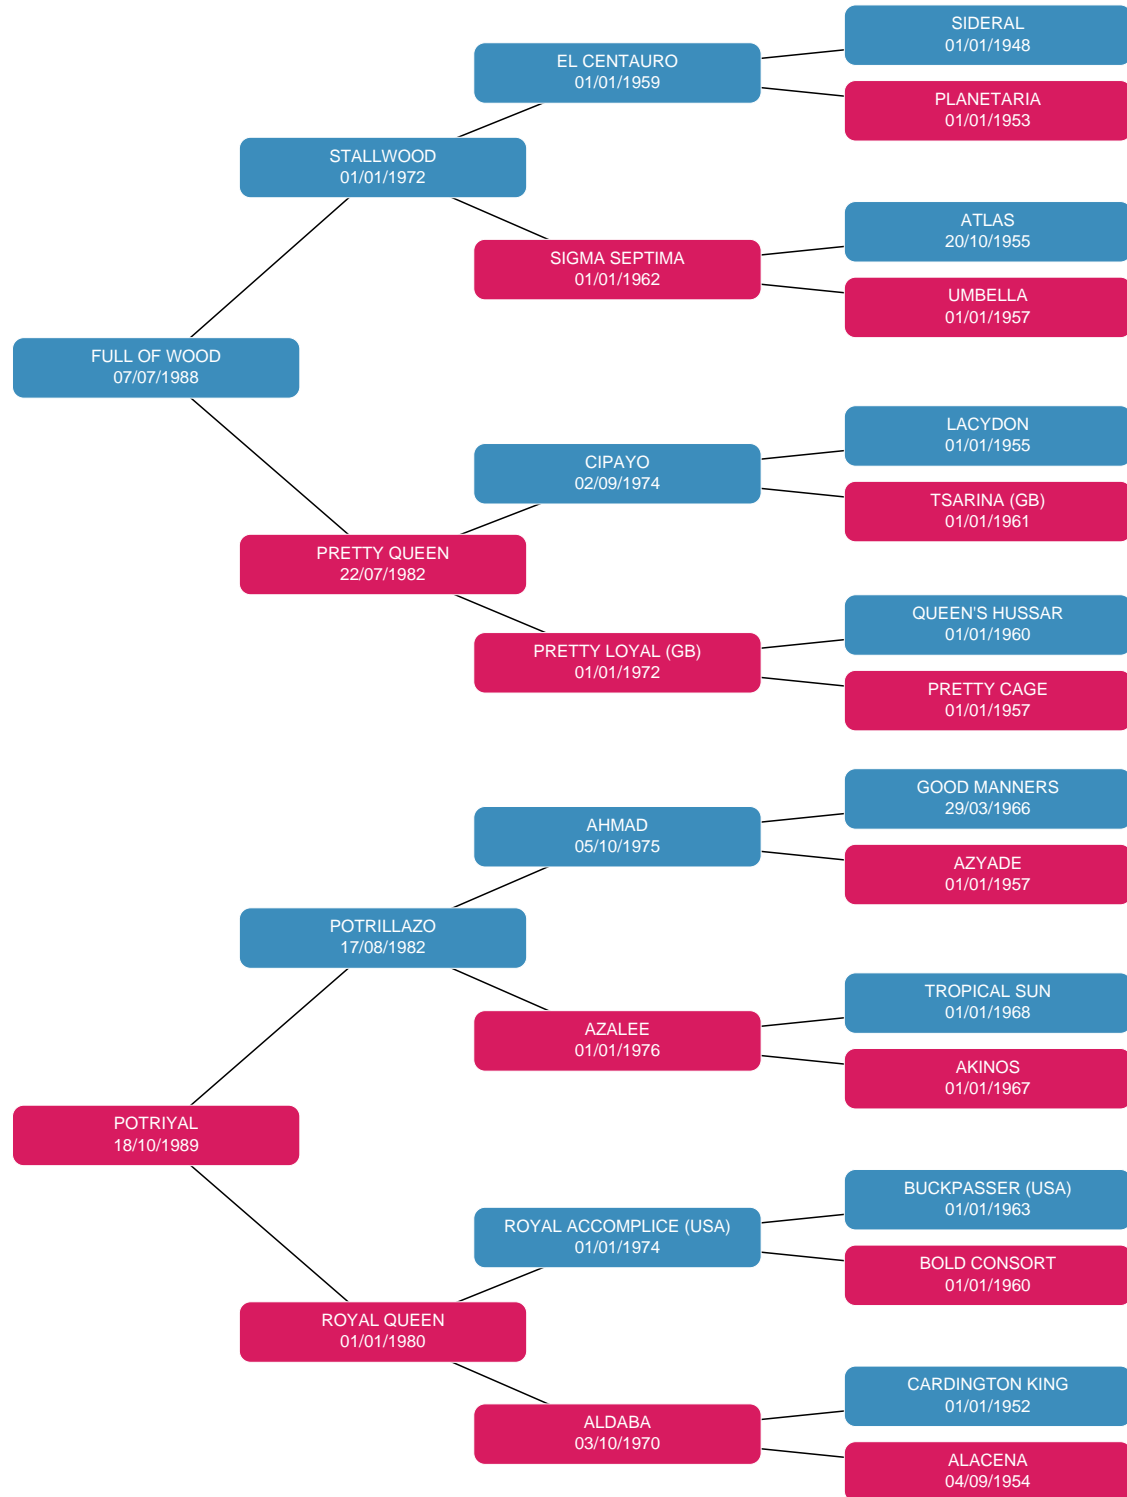 SIDERAL
01/01/1948
EL CENTAURO
01/01/1959
PLANETARIA
01/01/1953
STALLWOOD
01/01/1972
ATLAS
20/10/1955
SIGMA SEPTIMA
01/01/1962
UMBELLA
01/01/1957
FULL OF WOOD
07/07/1988
LACYDON
01/01/1955
CIPAYO
02/09/1974
TSARINA (GB)
01/01/1961
PRETTY QUEEN
22/07/1982
QUEEN'S HUSSAR
01/01/1960
PRETTY LOYAL (GB)
01/01/1972
PRETTY CAGE
01/01/1957
GOOD MANNERS
29/03/1966
AHMAD
05/10/1975
AZYADE
01/01/1957
POTRILLAZO
17/08/1982
TROPICAL SUN
01/01/1968
AZALEE
01/01/1976
AKINOS
01/01/1967
POTRIYAL
18/10/1989
BUCKPASSER (USA)
01/01/1963
ROYAL ACCOMPLICE (USA)
01/01/1974
BOLD CONSORT
01/01/1960
ROYAL QUEEN
01/01/1980
CARDINGTON KING
01/01/1952
ALDABA
03/10/1970
ALACENA
04/09/1954